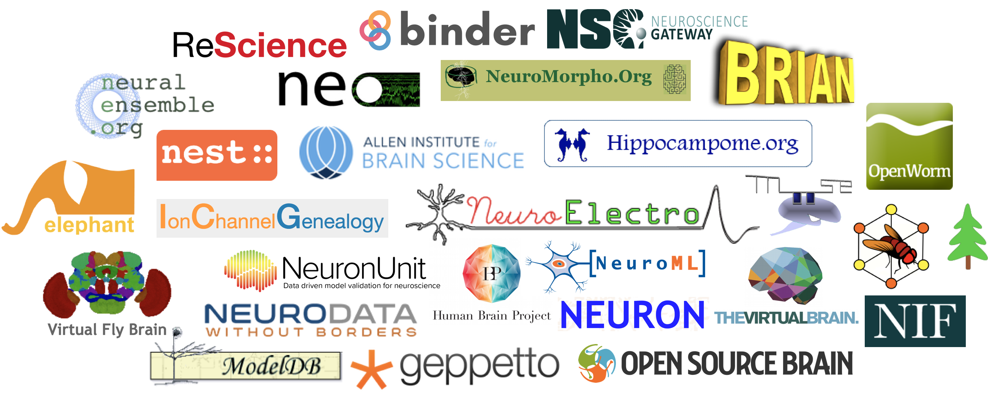 binder
NSG NEUROSCIENCE
GATEWAY
ReScience
BRIAN
NeuroMorpho.Org
neo
neural
ensemble
.org
OpenWorm
Hippocampome.org
nest::
ALLEN INSTITUTE for
BRAIN SCIENCE
elephant
IonChannelGenealogy
NeuroElectro
moose
NeuronUnit
Data driven model validation for neuroscience
HBP
Human Brain Project
[NeuroML]
Virtual Fly Brain
NEURODATA
WITHOUT BORDERS
NEURON
THEVIRTUALBRAIN.
NIF
ModelDB
geppetto
OPEN SOURCE BRAIN